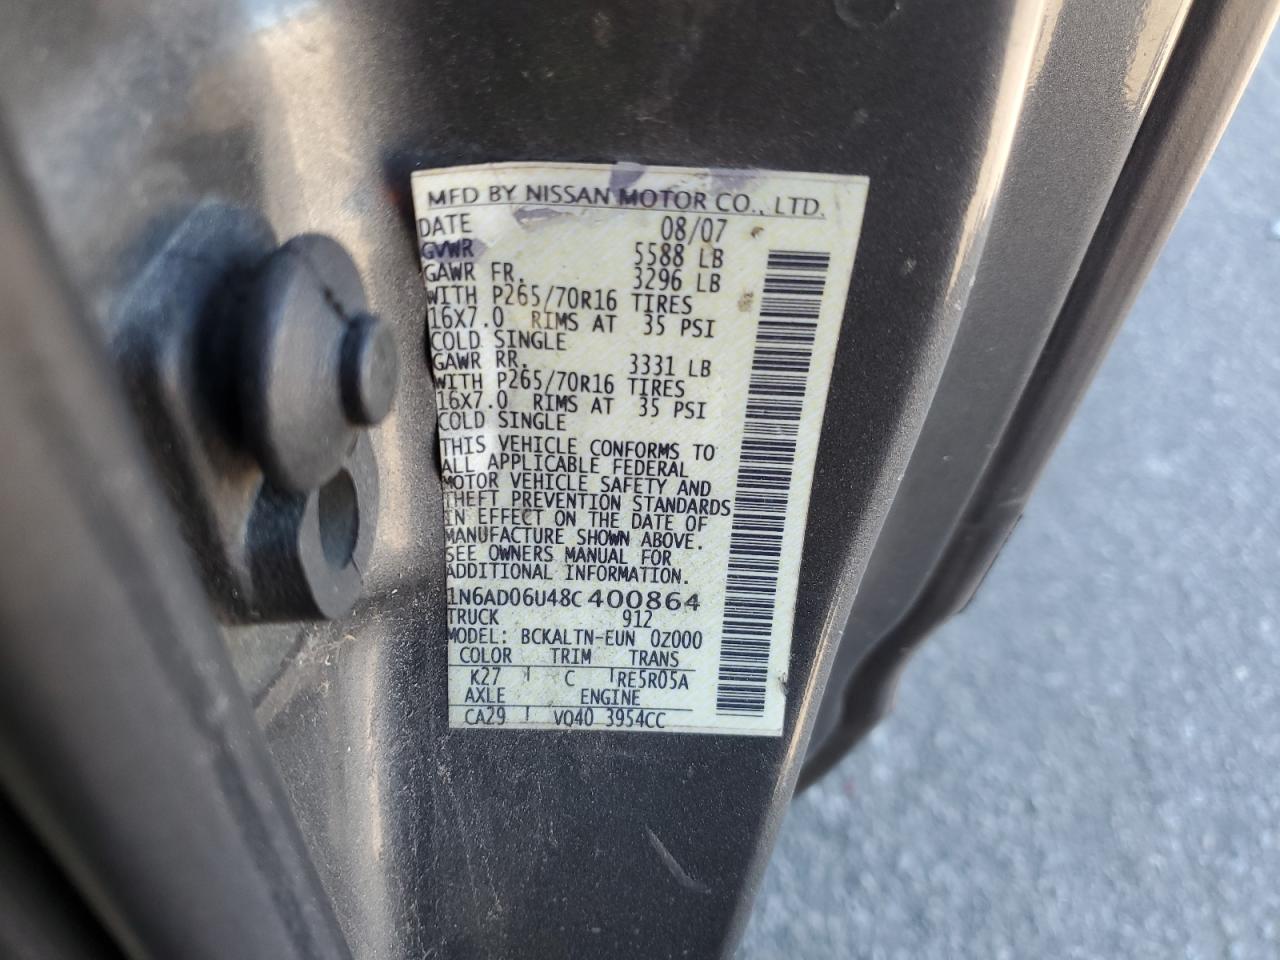 MFD BY NISSAN MOTOR CO., LTD.
DATE 08/07
GVWR 5588 LB
GAWR FR. 3296 LB
WITH P265/70R16 TIRES
16X7.0 RIMS AT 35 PSI
COLD SINGLE
GAWR RR. 3331 LB
WITH P265/70R16 TIRES
16X7.0 RIMS AT 35 PSI
COLD SINGLE
THIS VEHICLE CONFORMS TO
ALL APPLICABLE FEDERAL
MOTOR VEHICLE SAFETY AND
THEFT PREVENTION STANDARDS
IN EFFECT ON THE DATE OF
MANUFACTURE SHOWN ABOVE.
SEE OWNERS MANUAL FOR
ADDITIONAL INFORMATION.
1N6AD06U48C400864
TRUCK 912
MODEL: BCKALTN-EUN 0Z000
COLOR TRIM TRANS
K27 C RE5R05A
AXLE ENGINE
CA29 VQ40 3954CC